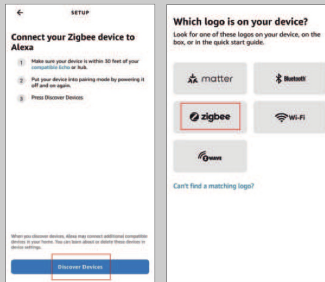 ←
SETUP
Connect your Zigbee device to
Alexa
1 Make sure your device is within 30 feet of your
compatible Echo or hub.
2 Put your device into pairing mode by powering it
off and on again.
3 Press Discover Devices
When you discover devices, Alexa may connect additional compatible
devices in your home. You can learn about or delete these devices in
device settings.
Discover Devices
Which logo is on your device?
Look for one of these logos on your device, on the
box, or in the quick start guide.
matter
Bluetooth
zigbee
Wi-Fi
Z WAVE
Can't find a matching logo?